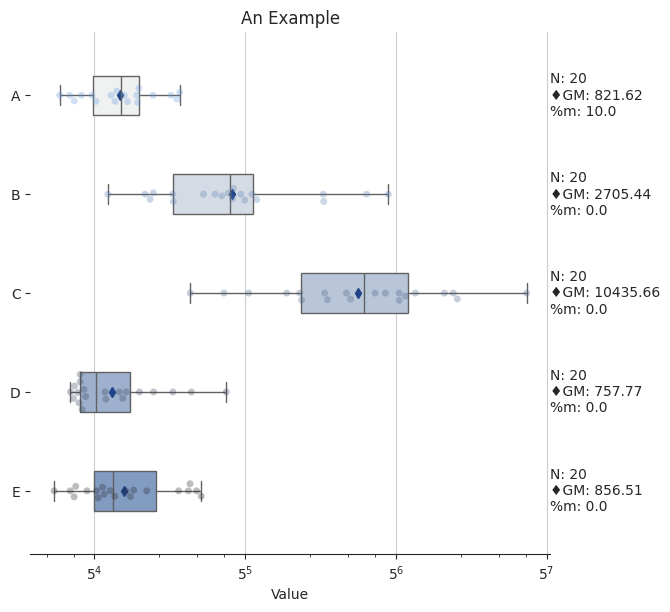 An Example
A
N: 20
♦GM: 821.62
%m: 10.0
B
N: 20
♦GM: 2705.44
%m: 0.0
C
N: 20
♦GM: 10435.66
%m: 0.0
D
N: 20
♦GM: 757.77
%m: 0.0
E
N: 20
♦GM: 856.51
%m: 0.0
5⁴ 5⁵ 5⁶ 5⁷
Value